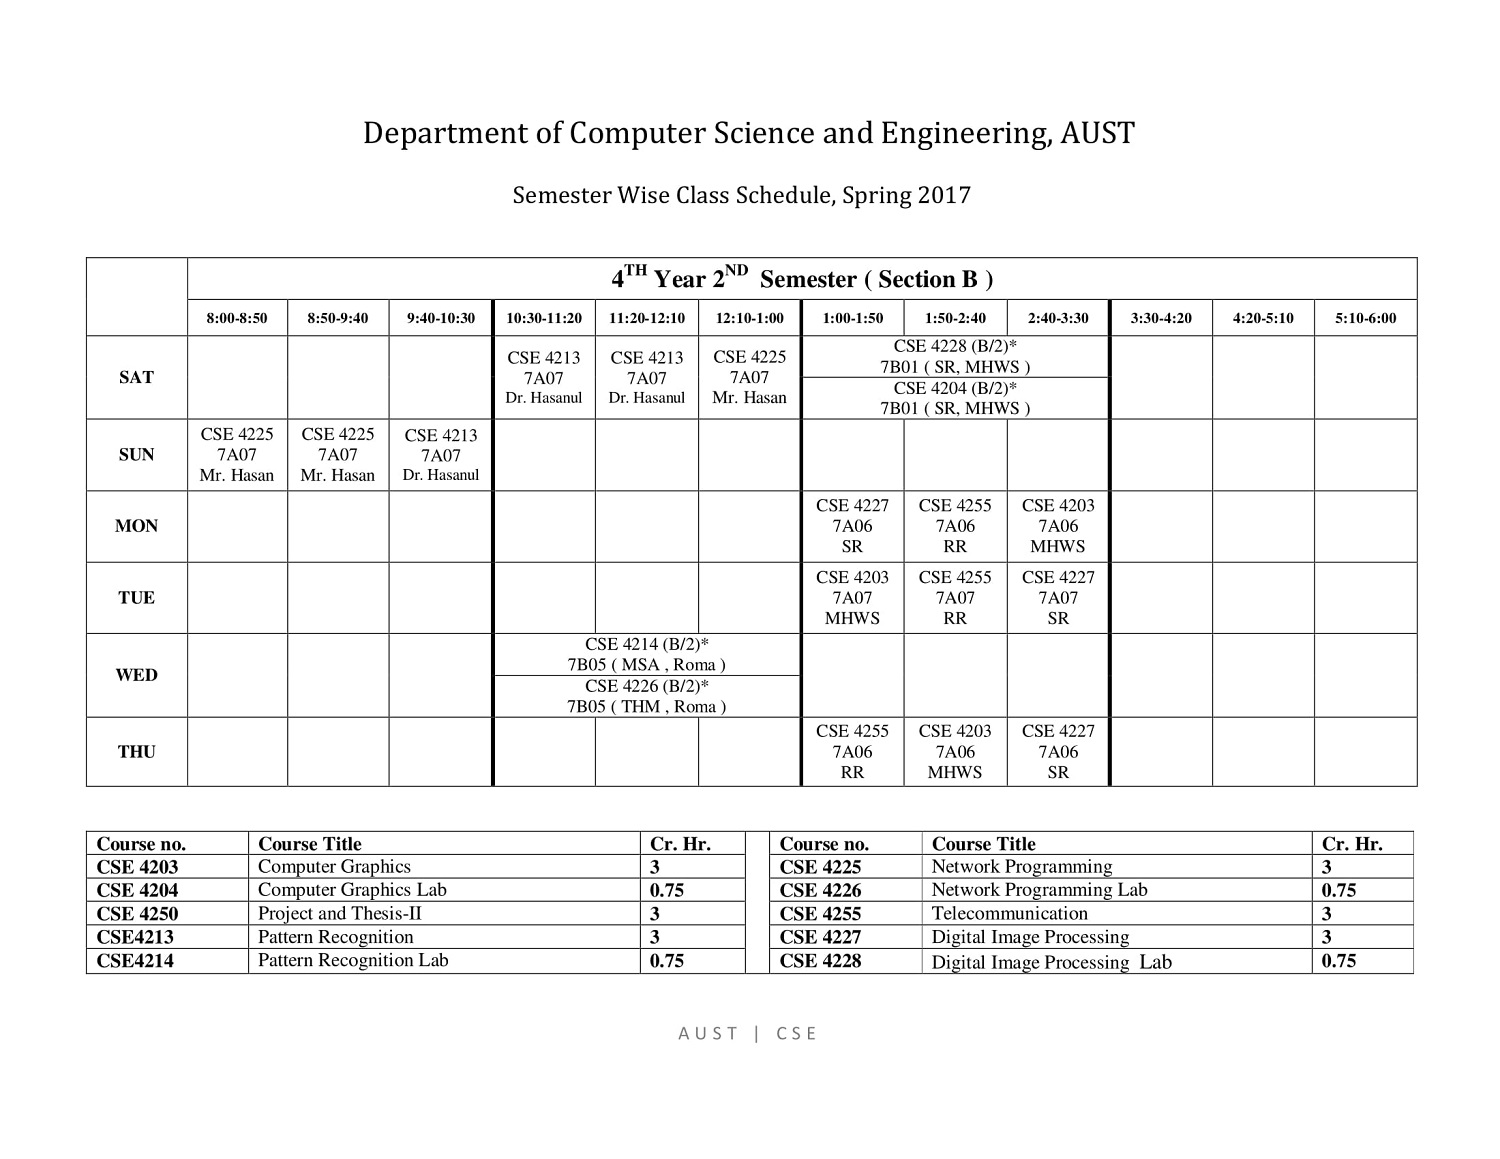 Department of Computer Science and Engineering, AUST
Semester Wise Class Schedule, Spring 2017
4TH Year 2ND Semester ( Section B )
8:00-8:50 8:50-9:40 9:40-10:30 10:30-11:20 11:20-12:10 12:10-1:00 1:00-1:50 1:50-2:40 2:40-3:30 3:30-4:20 4:20-5:10 5:10-6:00
SAT
CSE 4213
7A07
Dr. Hasanul
CSE 4213
7A07
Dr. Hasanul
CSE 4225
7A07
Mr. Hasan
CSE 4228 (B/2)*
7B01 ( SR, MHWS )
CSE 4204 (B/2)*
7B01 ( SR, MHWS )
SUN
CSE 4225
7A07
Mr. Hasan
CSE 4225
7A07
Mr. Hasan
CSE 4213
7A07
Dr. Hasanul
MON
CSE 4227
7A06
SR
CSE 4255
7A06
RR
CSE 4203
7A06
MHWS
TUE
CSE 4203
7A07
MHWS
CSE 4255
7A07
RR
CSE 4227
7A07
SR
WED
CSE 4214 (B/2)*
7B05 ( MSA , Roma )
CSE 4226 (B/2)*
7B05 ( THM , Roma )
THU
CSE 4255
7A06
RR
CSE 4203
7A06
MHWS
CSE 4227
7A06
SR
Course no. Course Title Cr. Hr. Course no. Course Title Cr. Hr.
CSE 4203 Computer Graphics 3 CSE 4225 Network Programming 3
CSE 4204 Computer Graphics Lab 0.75 CSE 4226 Network Programming Lab 0.75
CSE 4250 Project and Thesis-II 3 CSE 4255 Telecommunication 3
CSE4213 Pattern Recognition 3 CSE 4227 Digital Image Processing 3
CSE4214 Pattern Recognition Lab 0.75 CSE 4228 Digital Image Processing Lab 0.75
AUST | CSE